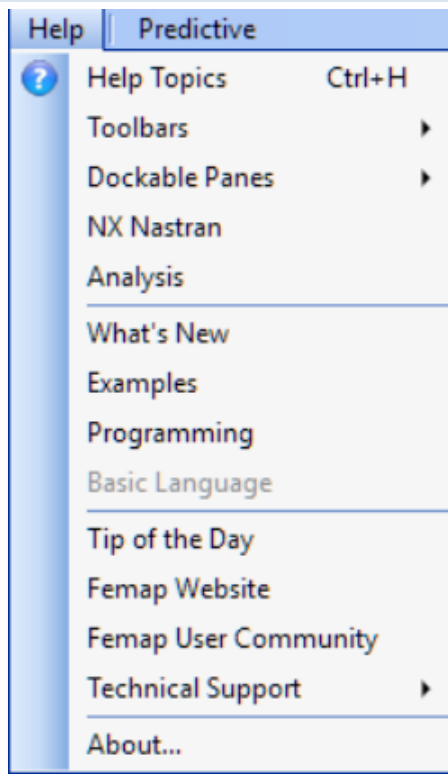 Help Predictive
Help Topics Ctrl+H
Toolbars
Dockable Panes
NX Nastran
Analysis
What's New
Examples
Programming
Basic Language
Tip of the Day
Femap Website
Femap User Community
Technical Support
About...